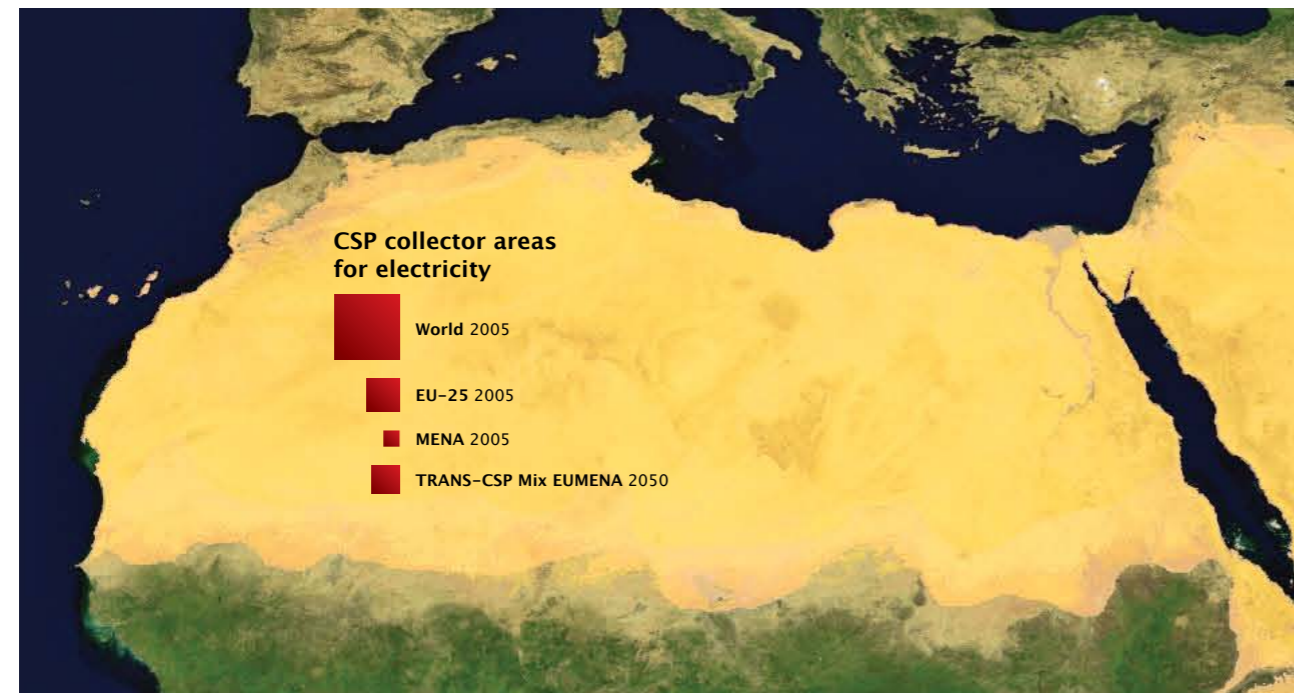 CSP collector areas
for electricity
World 2005
EU-25 2005
MENA 2005
TRANS-CSP Mix EUMENA 2050